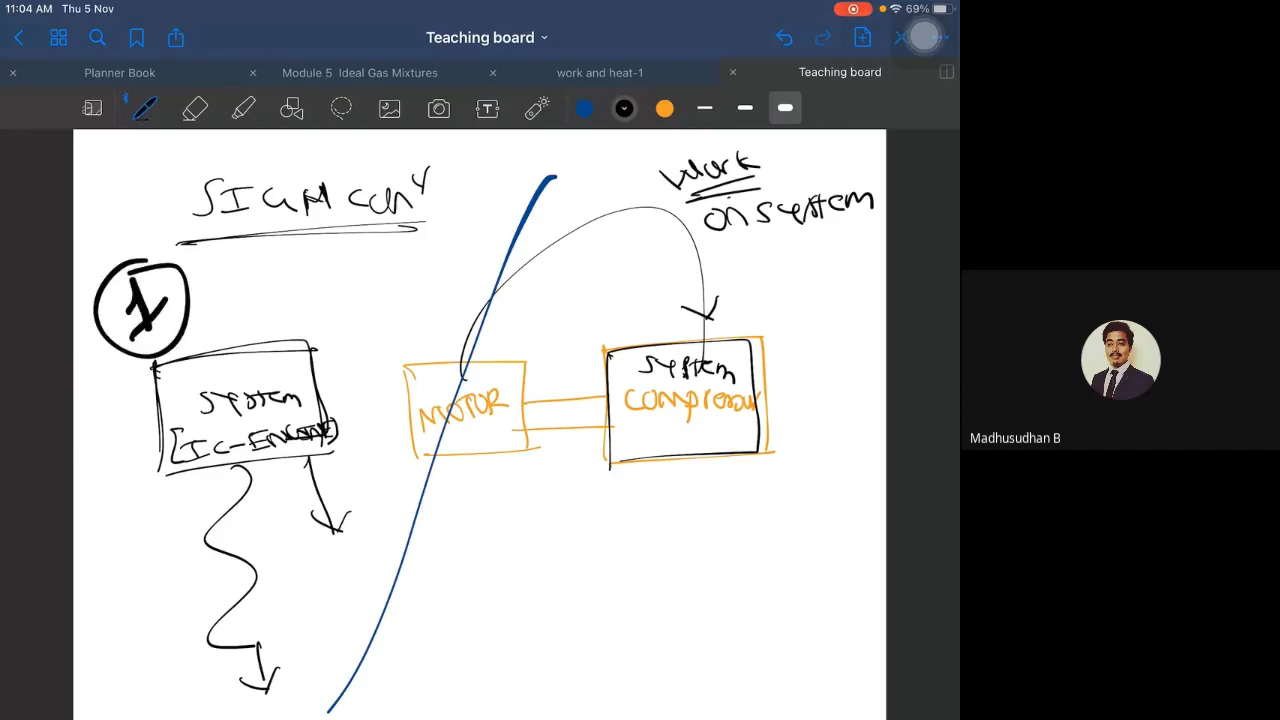 11:04 AM Thu 5 Nov
69%
Teaching board
Planner Book
Module 5 Ideal Gas Mixtures
work and heat-1
Teaching board
T
work
on system
SIGN
1
system
[IC-ENGINE]
MOTOR
system
compressor
Madhusudhan B